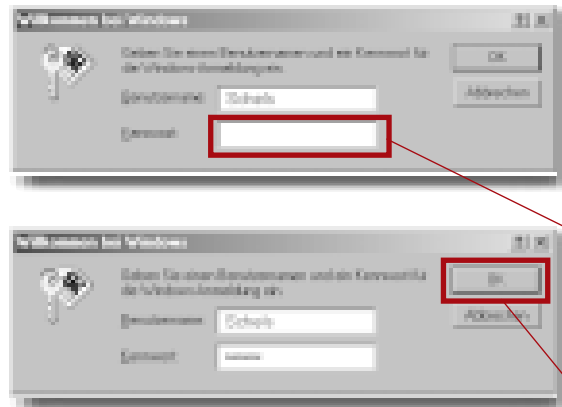 Willkommen bei Windows
Geben Sie einen Benutzernamen und ein Kennwort für
die Windows-Anmeldung ein.
OK
Benutzername:
Abbrechen
Kennwort:
Willkommen bei Windows
Geben Sie einen Benutzernamen und ein Kennwort für
die Windows-Anmeldung ein.
OK
Benutzername:
Abbrechen
Kennwort: